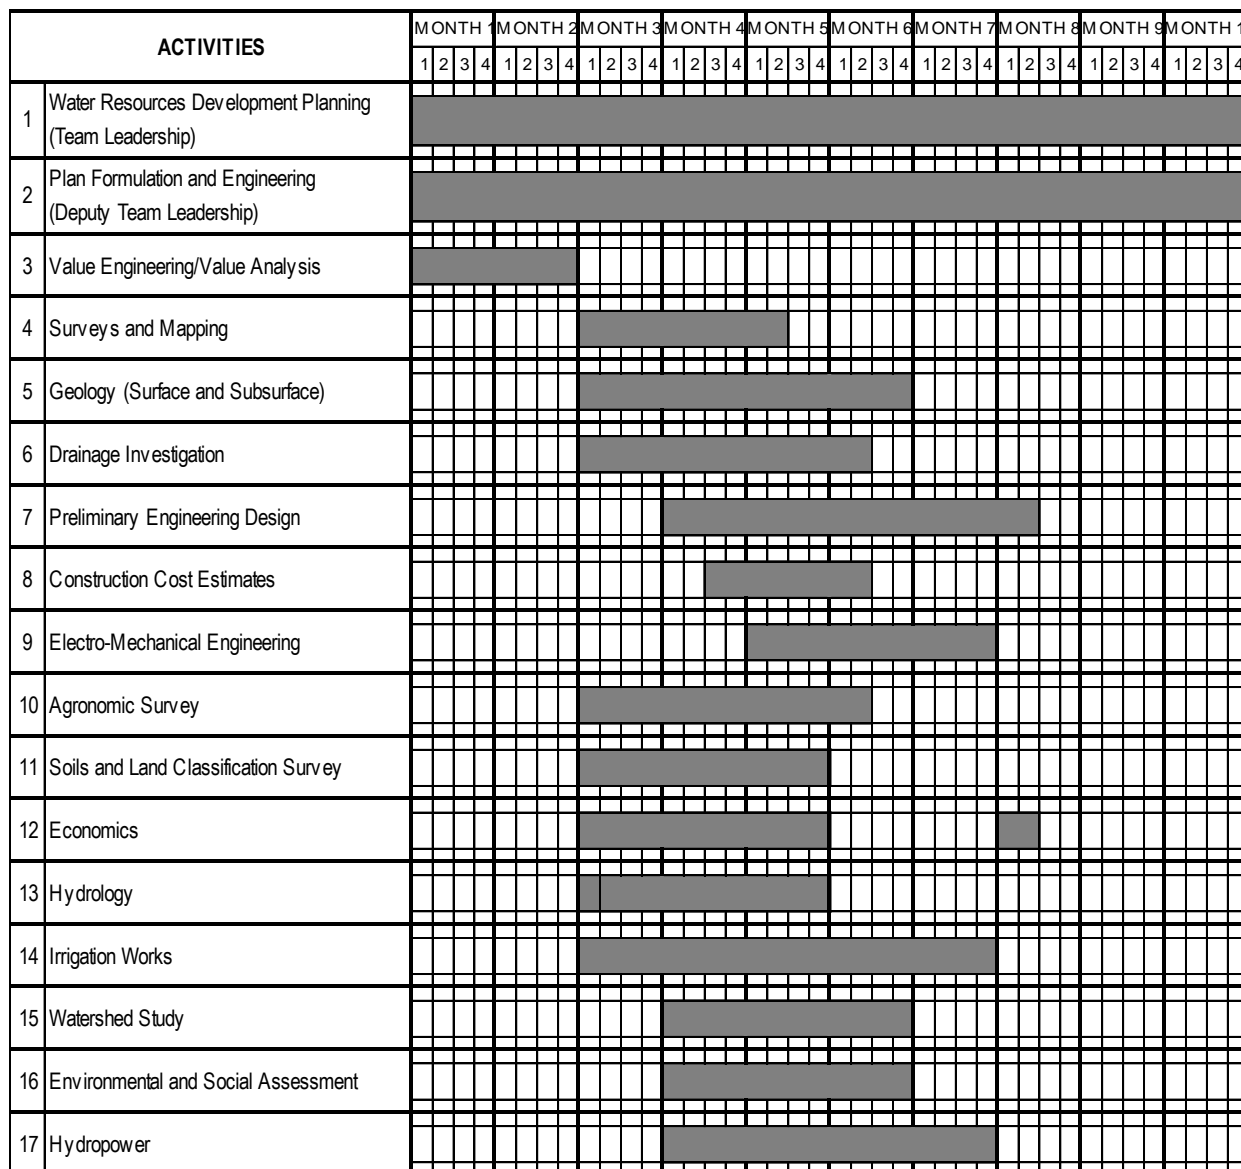 ACTIVITIES
MONTH 1 MONTH 2 MONTH 3 MONTH 4 MONTH 5 MONTH 6 MONTH 7 MONTH 8 MONTH 9 MONTH 1
1 2 3 4 1 2 3 4 1 2 3 4 1 2 3 4 1 2 3 4 1 2 3 4 1 2 3 4 1 2 3 4 1 2 3 4 1 2 3 4
1 Water Resources Development Planning
(Team Leadership)
2 Plan Formulation and Engineering
(Deputy Team Leadership)
3 Value Engineering/Value Analysis
4 Surveys and Mapping
5 Geology (Surface and Subsurface)
6 Drainage Investigation
7 Preliminary Engineering Design
8 Construction Cost Estimates
9 Electro-Mechanical Engineering
10 Agronomic Survey
11 Soils and Land Classification Survey
12 Economics
13 Hydrology
14 Irrigation Works
15 Watershed Study
16 Environmental and Social Assessment
17 Hydropower